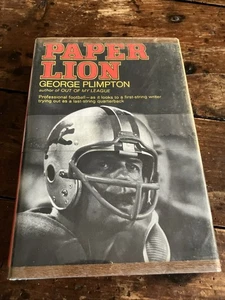 PAPER
LION
GEORGE PLIMPTON
author of OUT OF MY LEAGUE
Professional football—as it looks to a first-string writer
trying out as a last-string quarterback